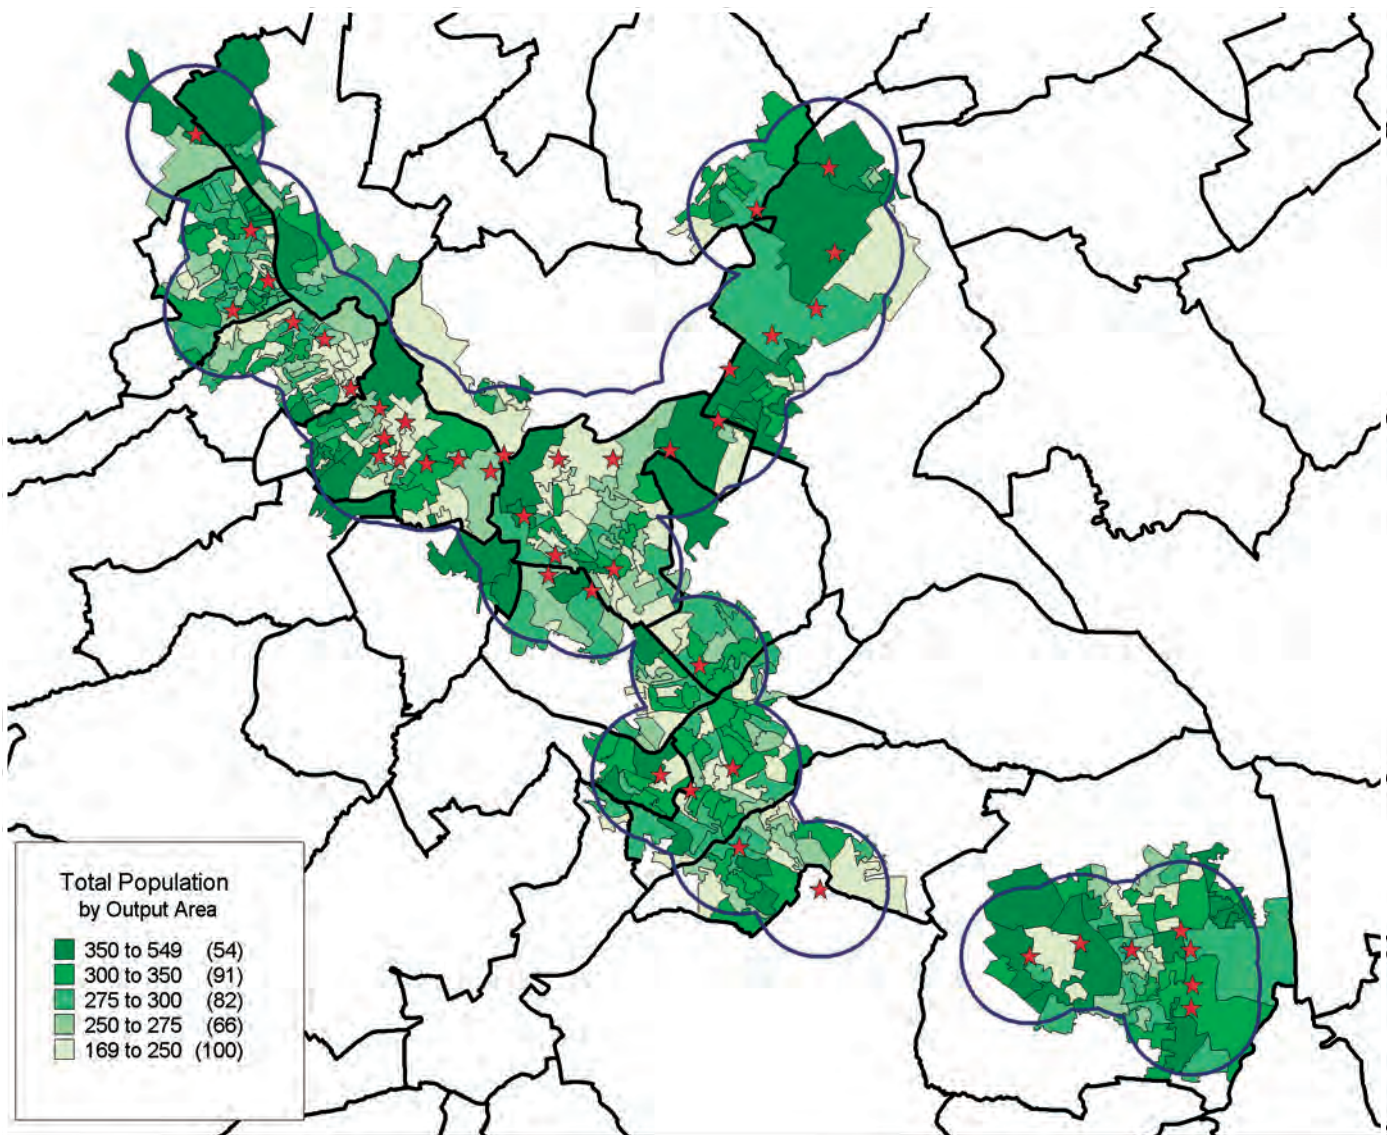 Total Population
by Output Area
350 to 549 (54)
300 to 350 (91)
275 to 300 (82)
250 to 275 (66)
169 to 250 (100)